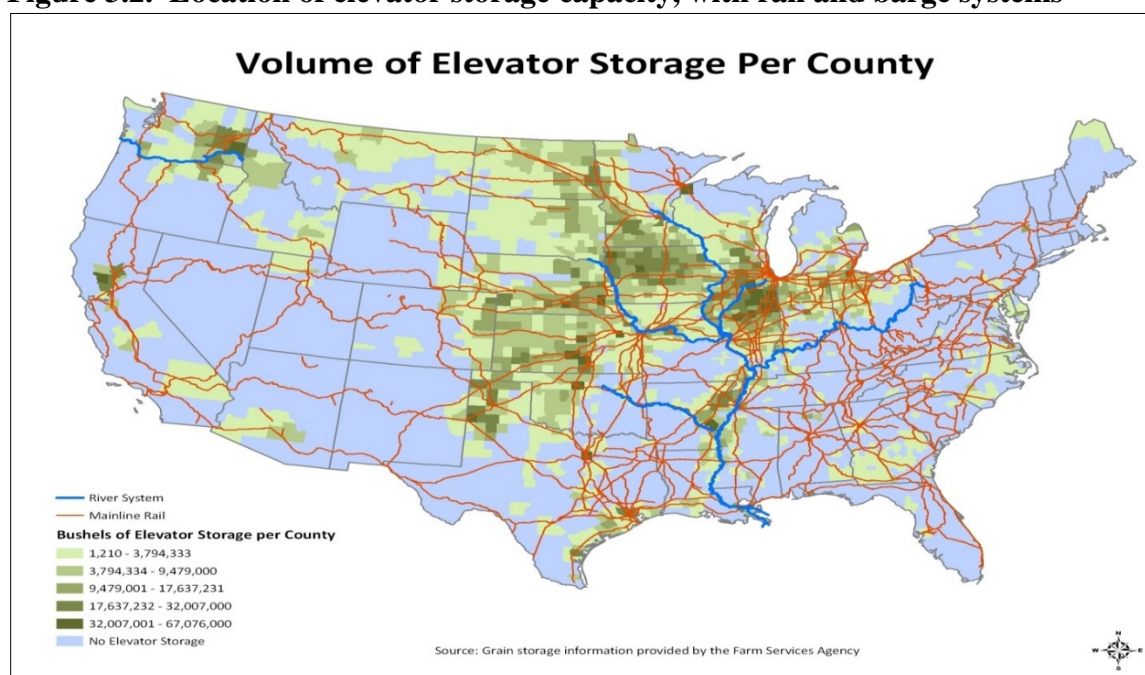 Figure 3.2. Location of elevator storage capacity, with rail and barge systems
Volume of Elevator Storage Per County
River System
Mainline Rail
Bushels of Elevator Storage per County
1,210 - 3,794,333
3,794,334 - 9,479,000
9,479,001 - 17,637,231
17,637,232 - 32,007,000
32,007,001 - 67,076,000
No Elevator Storage
Source: Grain storage information provided by the Farm Services Agency
N
W E
S